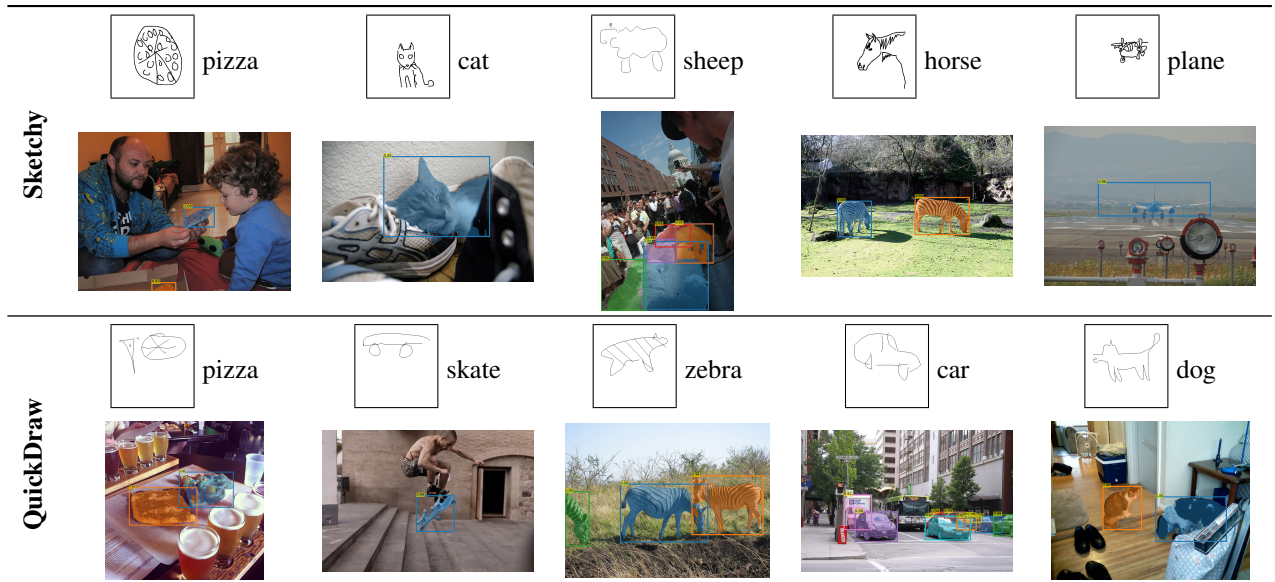 Sketchy
pizza
cat
sheep
horse
plane
QuickDraw
pizza
skate
zebra
car
dog